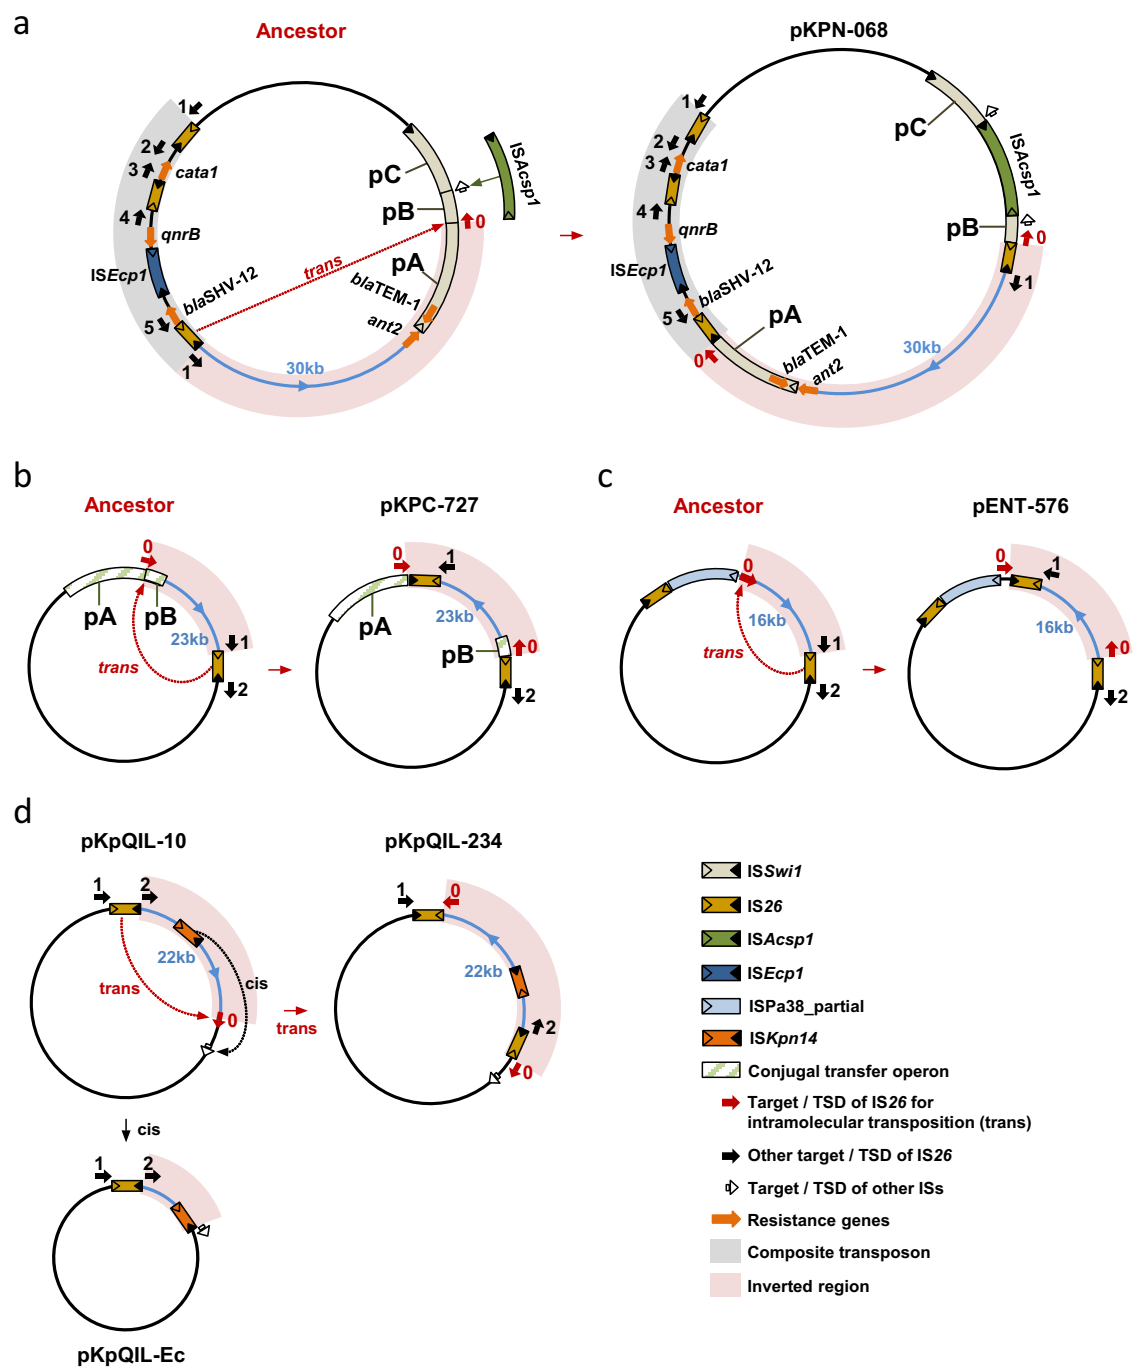 a
Ancestor
pKPN-068
1
2
3
cata1
4
qnrB
ISEcp1
blaSHV-12
5
1
30kb
trans
pC
pB
pA
0
ISAcsp1
blaTEM-1
ant2
1
2
3
cata1
4
qnrB
ISEcp1
blaSHV-12
5
0
pA
blaTEM-1
ant2
30kb
pC
ISAcsp1
pB
0
1
b
Ancestor
pKPC-727
0
pA
pB
23kb
trans
1
2
0
1
pA
23kb
pB
0
2
c
Ancestor
pENT-576
0
16kb
trans
1
2
0
1
16kb
0
2
d
pKpQIL-10
pKpQIL-234
1
2
22kb
trans
cis
0
trans
1
0
22kb
2
0
cis
1
2
pKpQIL-Ec
ISSwi1
IS26
ISAcsp1
ISEcp1
ISPa38_partial
ISKpn14
Conjugal transfer operon
Target / TSD of IS26 for
intramolecular transposition (trans)
Other target / TSD of IS26
Target / TSD of other ISs
Resistance genes
Composite transposon
Inverted region